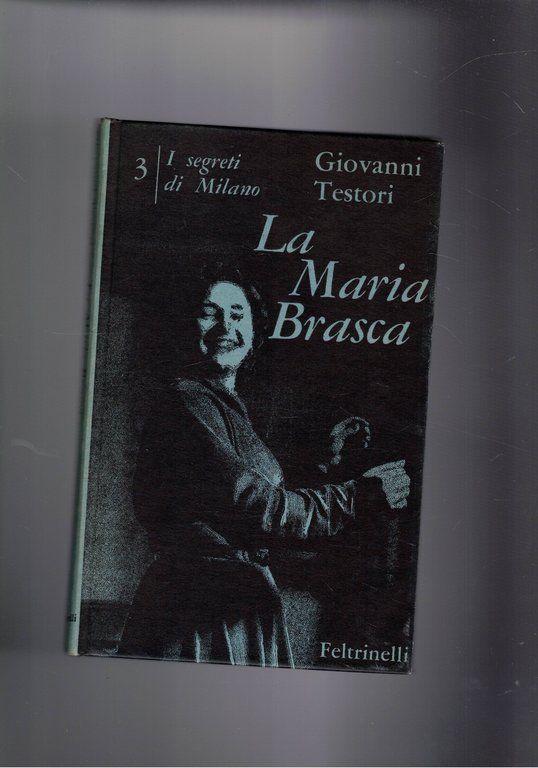 3
I segreti
di Milano
Giovanni
Testori
La
Maria
Brasca
Feltrinelli